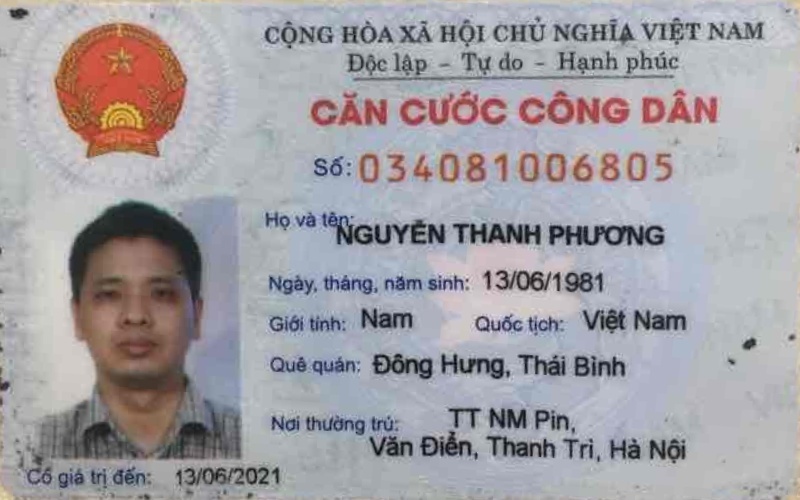 CỘNG HÒA XÃ HỘI CHỦ NGHĨA VIỆT NAM
Độc lập - Tự do - Hạnh phúc
CĂN CƯỚC CÔNG DÂN
Số: 034081006805
Họ và tên: NGUYỄN THANH PHƯƠNG
Ngày, tháng, năm sinh: 13/06/1981
Giới tính: Nam Quốc tịch: Việt Nam
Quê quán: Đông Hưng, Thái Bình
Nơi thường trú: TT NM Pin,
Văn Điển, Thanh Trì, Hà Nội
Có giá trị đến: 13/06/2021